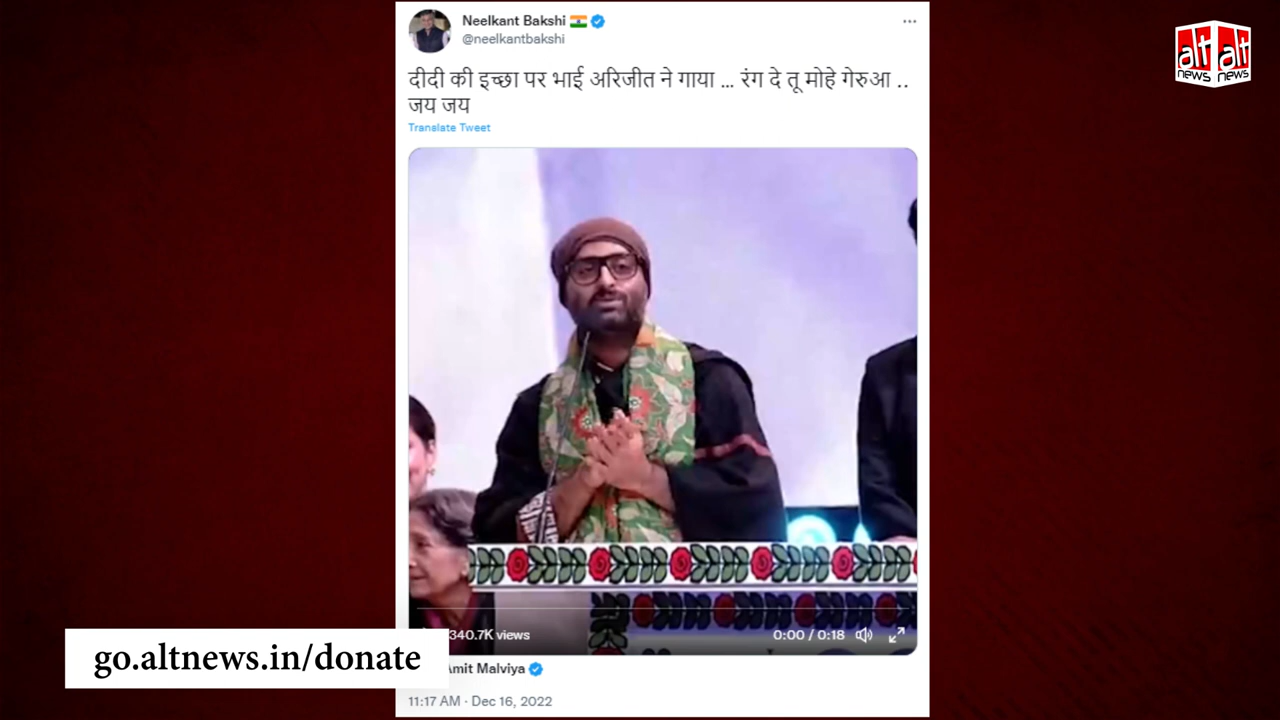 Neelkant Bakshi
@neelkantbakshi
दीदी की इच्छा पर भाई अरिजीत ने गाया ... रंग दे तू मोहे गेरुआ ..
जय जय
Translate Tweet
340.7K views
0:00 / 0:18
Amit Malviya
11:17 AM · Dec 16, 2022
go.altnews.in/donate
alt alt
news news